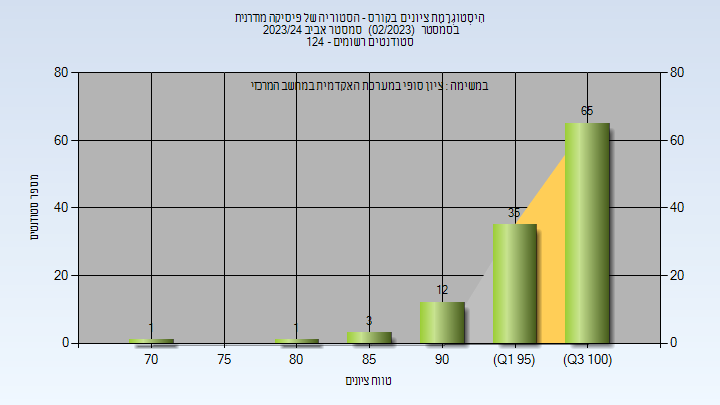 היסטוגרמת ציונים בקורס - הסטוריה של פיסיקה מודרנית
בסמסטר (02/2023) סמסטר אביב 2023/24
סטודנטים רשומים - 124
במשימה : ציון סופי במערכת האקדמית במחשב המרכזי
80
60
40
20
0
80
60
40
20
0
מספר סטודנטים
1
1
3
12
35
65
70
75
80
85
90
(Q1 95)
(Q3 100)
טווח ציונים